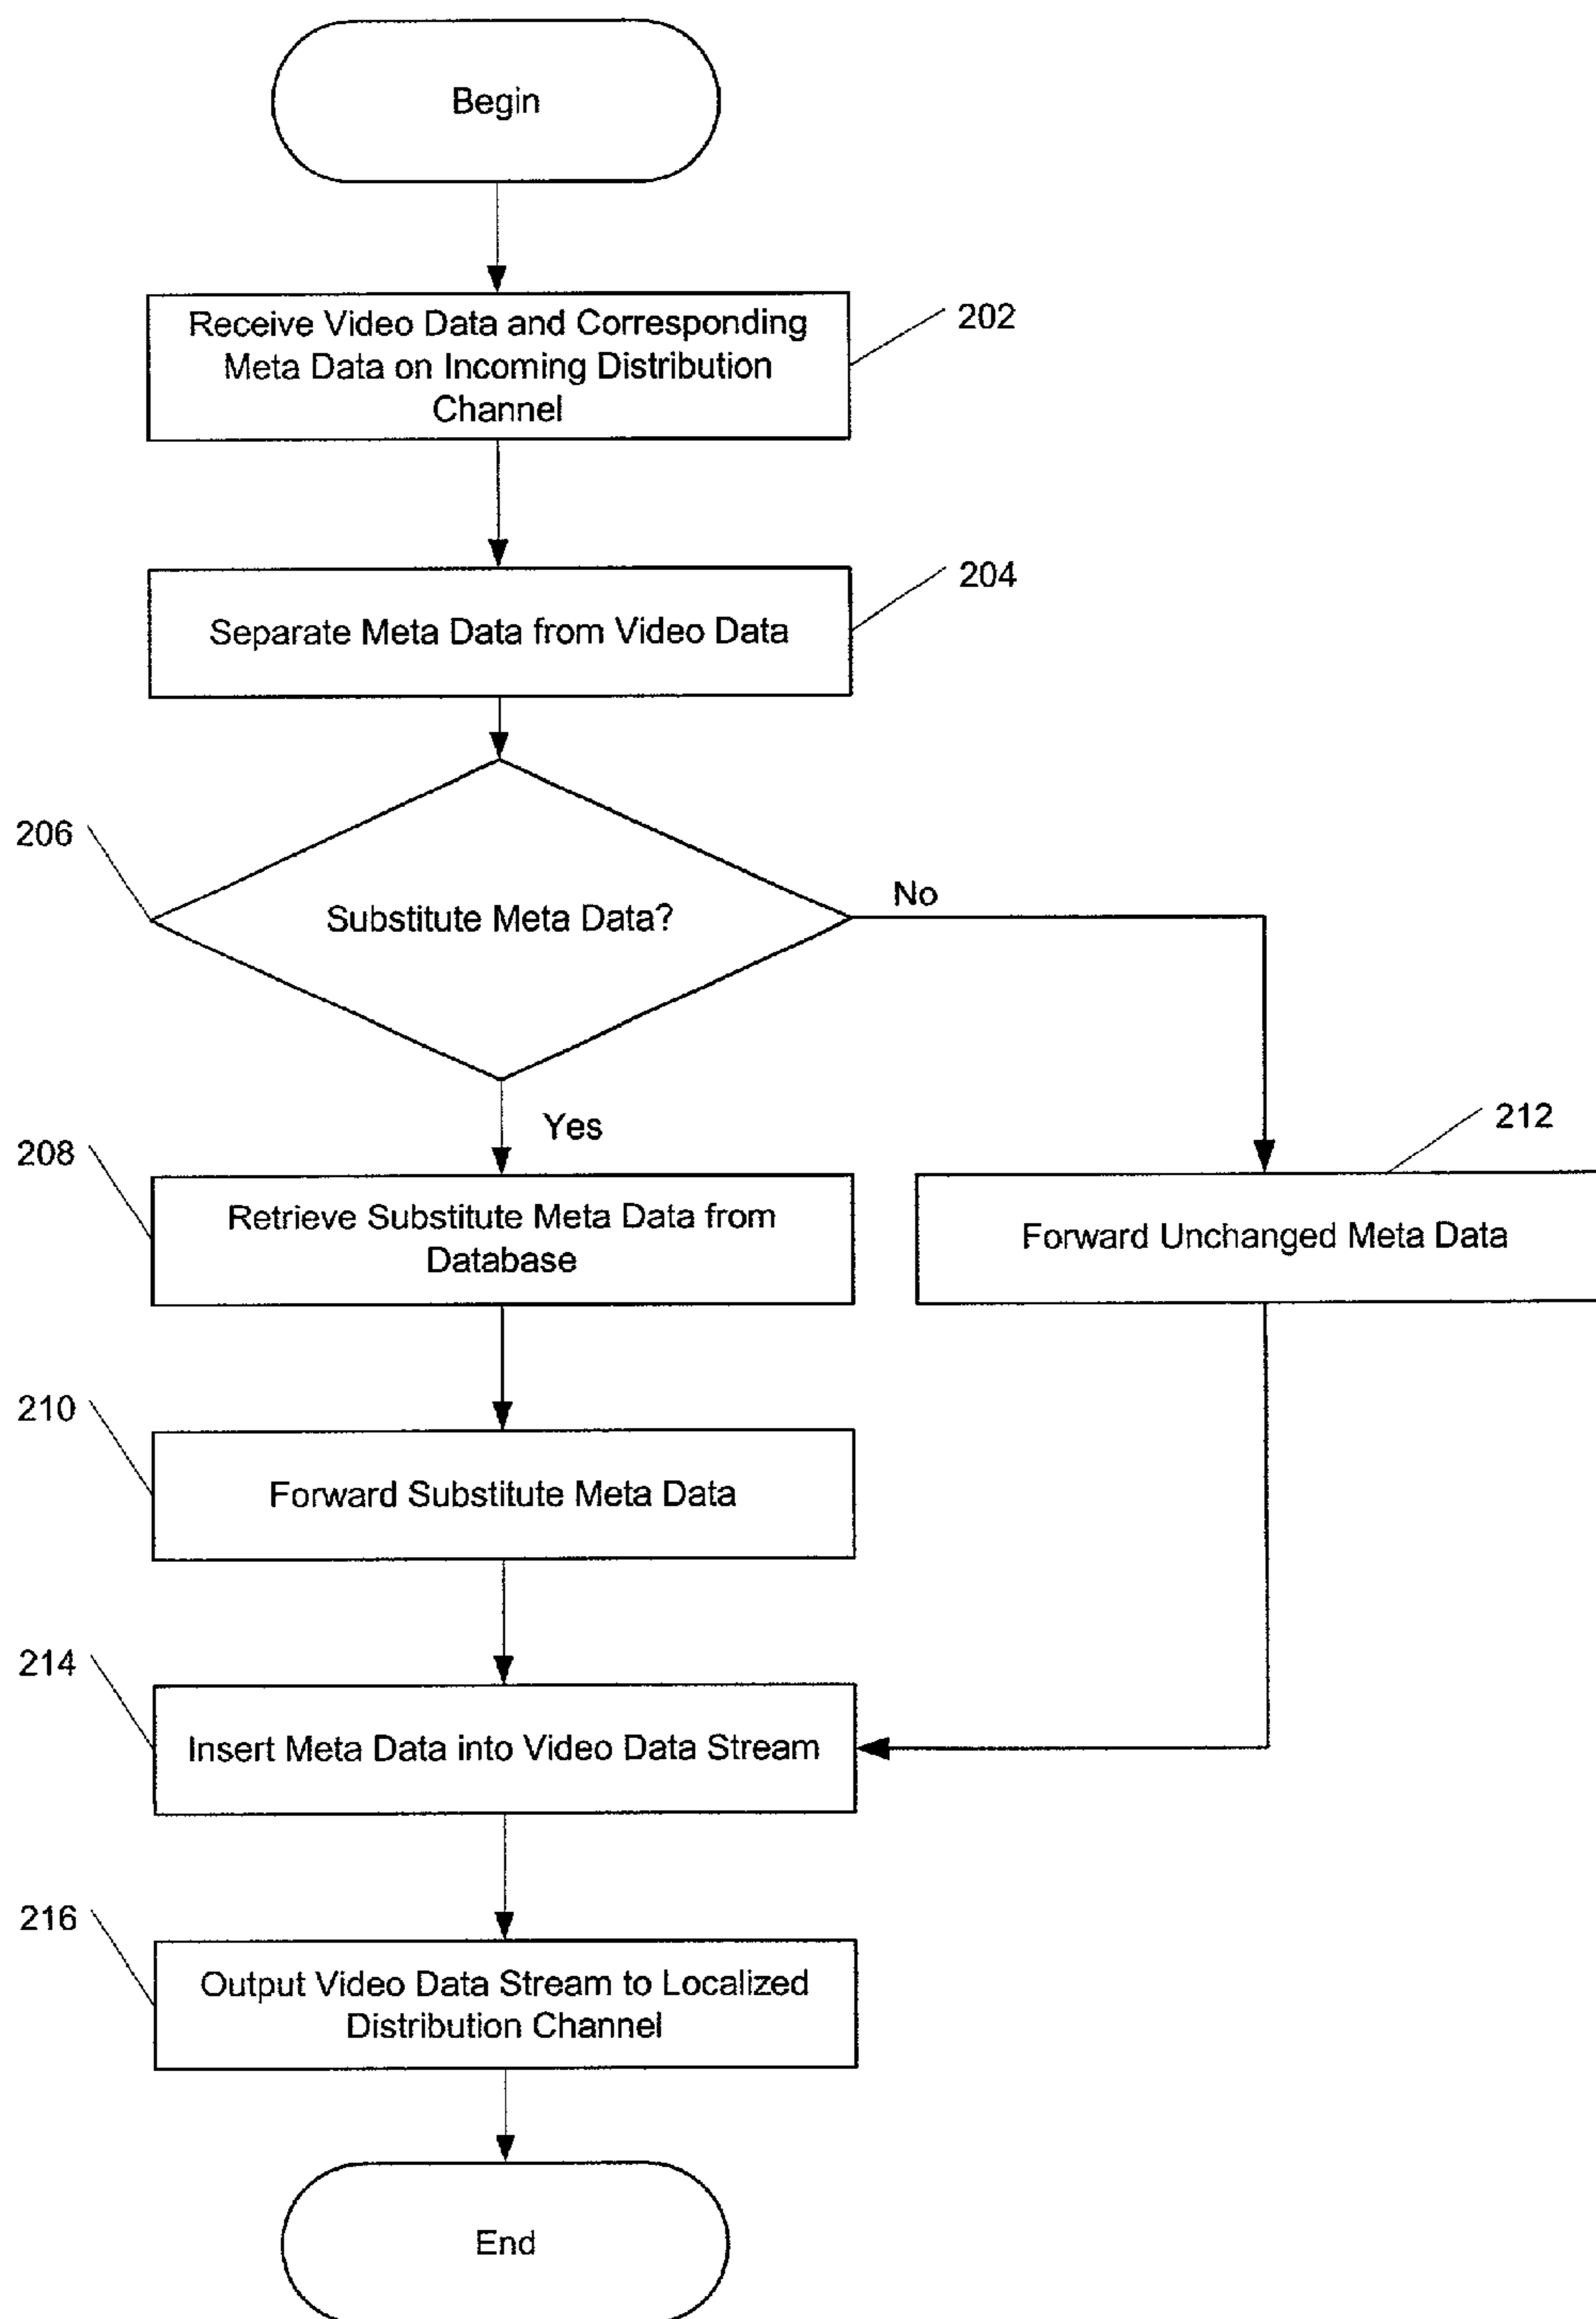 Begin
Receive Video Data and Corresponding
Meta Data on Incoming Distribution
Channel
202
Separate Meta Data from Video Data
204
206
Substitute Meta Data?
No
Yes
208
Retrieve Substitute Meta Data from
Database
212
Forward Unchanged Meta Data
210
Forward Substitute Meta Data
214
Insert Meta Data into Video Data Stream
216
Output Video Data Stream to Localized
Distribution Channel
End